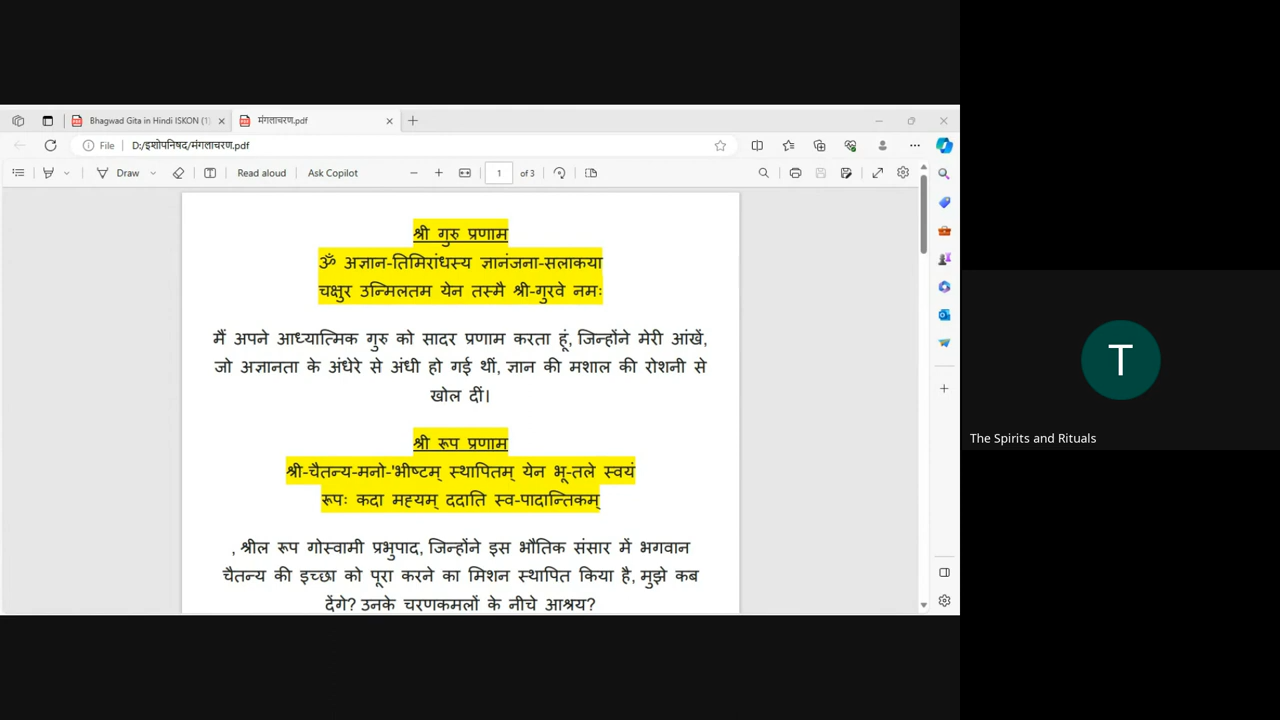 Bhagwad Gita in Hindi ISKON (1)
मंगलाचरण.pdf
File
D:/इशोपनिषद/मंगलाचरण.pdf
Draw
Read aloud
Ask Copilot
1
of 3
श्री गुरु प्रणाम
ॐ अज्ञान-तिमिरांधस्य ज्ञानंजना-सलाकया
चक्षुर उन्मिलतम येन तस्मै श्री-गुरवे नमः
मैं अपने आध्यात्मिक गुरु को सादर प्रणाम करता हूं, जिन्होंने मेरी आंखें,
जो अज्ञानता के अंधेरे से अंधी हो गई थीं, ज्ञान की मशाल की रोशनी से
खोल दीं।
श्री रूप प्रणाम
श्री-चैतन्य-मनो-'भीष्टम् स्थापितम् येन भू-तले स्वयं
रूपः कदा मह्यम् ददाति स्व-पादान्तिकम्
, श्रील रूप गोस्वामी प्रभुपाद, जिन्होंने इस भौतिक संसार में भगवान
चैतन्य की इच्छा को पूरा करने का मिशन स्थापित किया है, मुझे कब
देंगे? उनके चरणकमलों के नीचे आश्रय?
T
The Spirits and Rituals